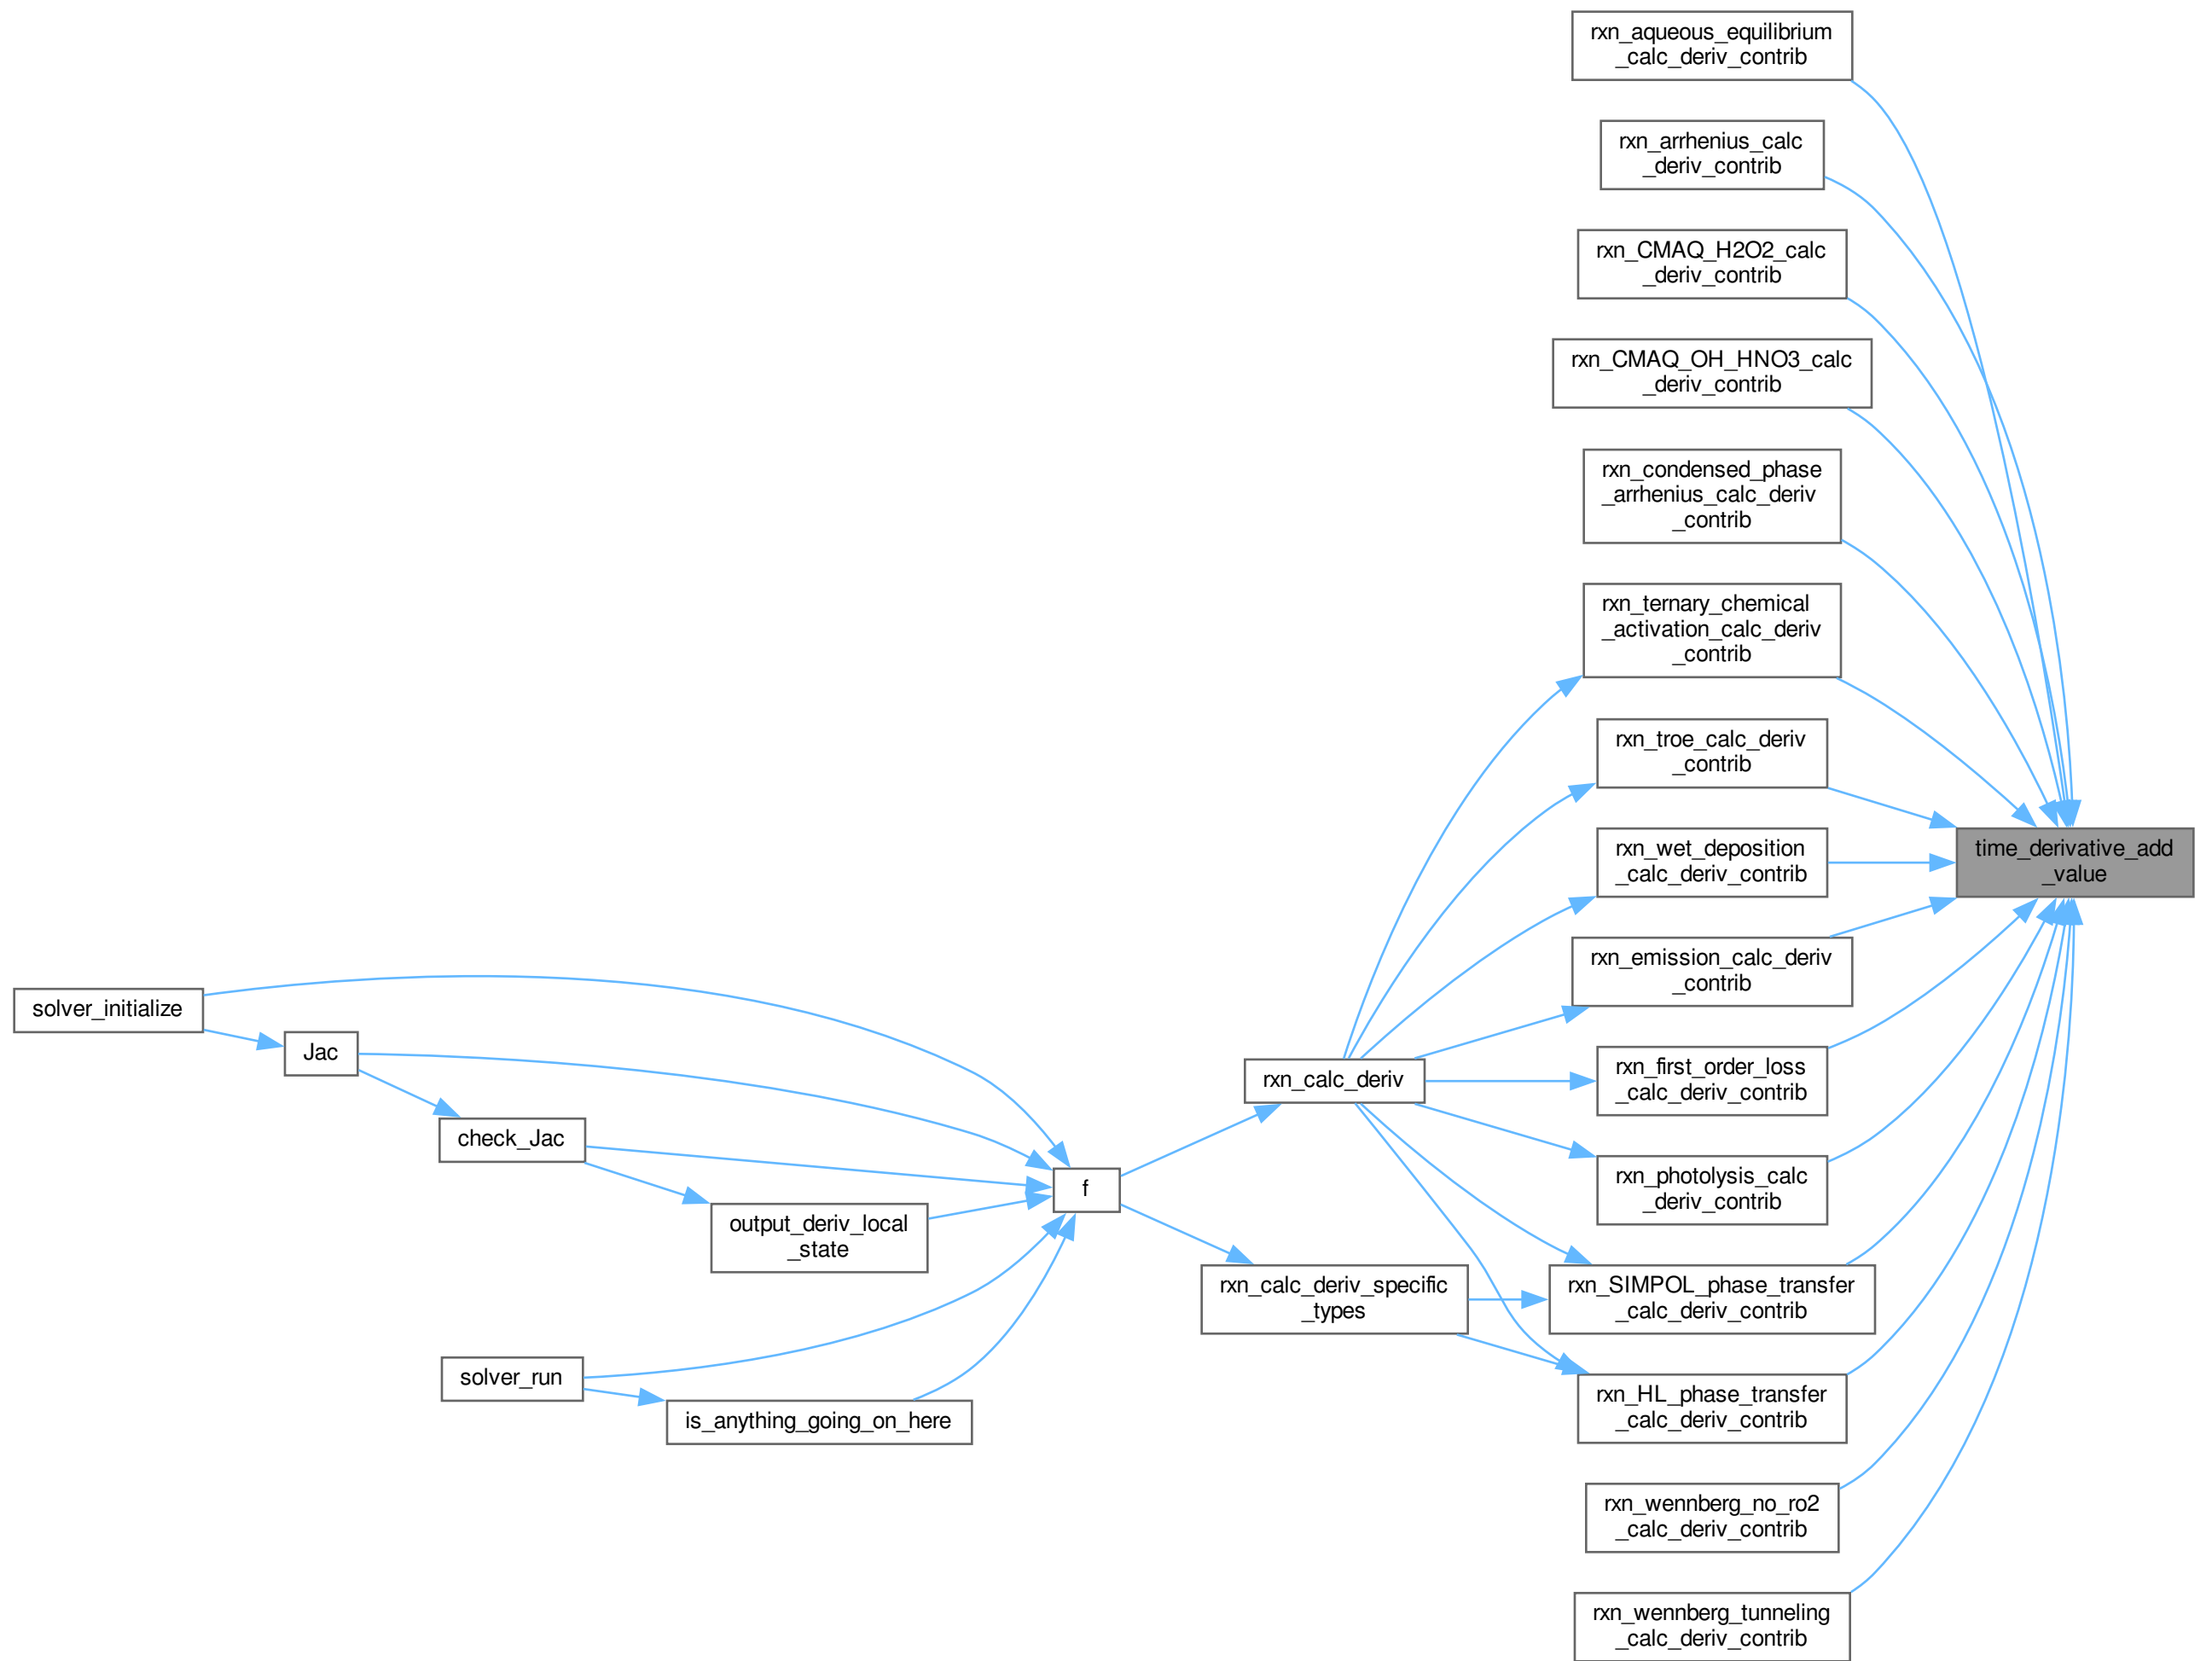 rxn_aqueous_equilibrium
_calc_deriv_contrib
rxn_arrhenius_calc
_deriv_contrib
rxn_CMAQ_H2O2_calc
_deriv_contrib
rxn_CMAQ_OH_HNO3_calc
_deriv_contrib
rxn_condensed_phase
_arrhenius_calc_deriv
_contrib
rxn_ternary_chemical
_activation_calc_deriv
_contrib
rxn_troe_calc_deriv
_contrib
rxn_wet_deposition
_calc_deriv_contrib
time_derivative_add
_value
rxn_emission_calc_deriv
_contrib
solver_initialize
Jac
rxn_calc_deriv
rxn_first_order_loss
_calc_deriv_contrib
check_Jac
f
rxn_photolysis_calc
_deriv_contrib
output_deriv_local
_state
rxn_calc_deriv_specific
_types
rxn_SIMPOL_phase_transfer
_calc_deriv_contrib
solver_run
is_anything_going_on_here
rxn_HL_phase_transfer
_calc_deriv_contrib
rxn_wennberg_no_ro2
_calc_deriv_contrib
rxn_wennberg_tunneling
_calc_deriv_contrib